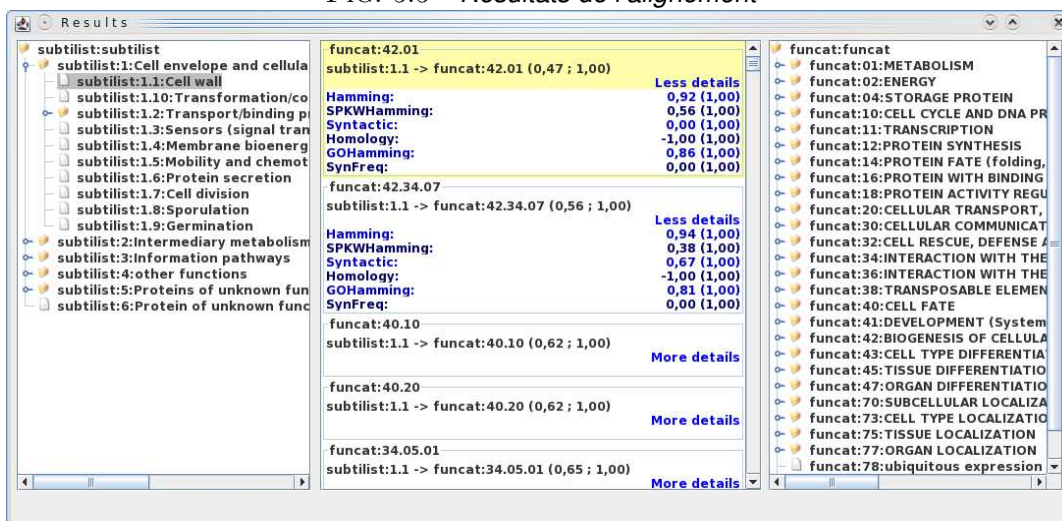 FIG. 5.5 – Résultats de l'alignement
Results
subtilist:subtilist
subtilist:1:Cell envelope and cellula
subtilist:1.1:Cell wall
subtilist:1.10:Transformation/co
subtilist:1.2:Transport/binding p
subtilist:1.3:Sensors (signal tran
subtilist:1.4:Membrane bioenerg
subtilist:1.5:Mobility and chemot
subtilist:1.6:Protein secretion
subtilist:1.7:Cell division
subtilist:1.8:Sporulation
subtilist:1.9:Germination
subtilist:2:Intermediary metabolism
subtilist:3:Information pathways
subtilist:4:other functions
subtilist:5:Proteins of unknown fun
subtilist:6:Protein of unknown func
funcat:42.01
subtilist:1.1 -> funcat:42.01 (0,47 ; 1,00)
Less details
Hamming: 0,92 (1,00)
SPKWHamming: 0,56 (1,00)
Syntactic: 0,00 (1,00)
Homology: -1,00 (1,00)
GOHamming: 0,86 (1,00)
SynFreq: 0,00 (1,00)
funcat:42.34.07
subtilist:1.1 -> funcat:42.34.07 (0,56 ; 1,00)
Less details
Hamming: 0,94 (1,00)
SPKWHamming: 0,38 (1,00)
Syntactic: 0,67 (1,00)
Homology: -1,00 (1,00)
GOHamming: 0,81 (1,00)
SynFreq: 0,00 (1,00)
funcat:40.10
subtilist:1.1 -> funcat:40.10 (0,62 ; 1,00)
More details
funcat:40.20
subtilist:1.1 -> funcat:40.20 (0,62 ; 1,00)
More details
funcat:34.05.01
subtilist:1.1 -> funcat:34.05.01 (0,65 ; 1,00)
More details
funcat:funcat
funcat:01:METABOLISM
funcat:02:ENERGY
funcat:04:STORAGE PROTEIN
funcat:10:CELL CYCLE AND DNA PR
funcat:11:TRANSCRIPTION
funcat:12:PROTEIN SYNTHESIS
funcat:14:PROTEIN FATE (folding,
funcat:16:PROTEIN WITH BINDING
funcat:18:PROTEIN ACTIVITY REGU
funcat:20:CELLULAR TRANSPORT,
funcat:30:CELLULAR COMMUNICAT
funcat:32:CELL RESCUE, DEFENSE A
funcat:34:INTERACTION WITH THE
funcat:36:INTERACTION WITH THE
funcat:38:TRANSPOSABLE ELEMEN
funcat:40:CELL FATE
funcat:41:DEVELOPMENT (System
funcat:42:BIOGENESIS OF CELLULA
funcat:43:CELL TYPE DIFFERENTIA
funcat:45:TISSUE DIFFERENTIATIO
funcat:47:ORGAN DIFFERENTIATIO
funcat:70:SUBCELLULAR LOCALIZA
funcat:73:CELL TYPE LOCALIZATIO
funcat:75:TISSUE LOCALIZATION
funcat:77:ORGAN LOCALIZATION
funcat:78:ubiquitous expression